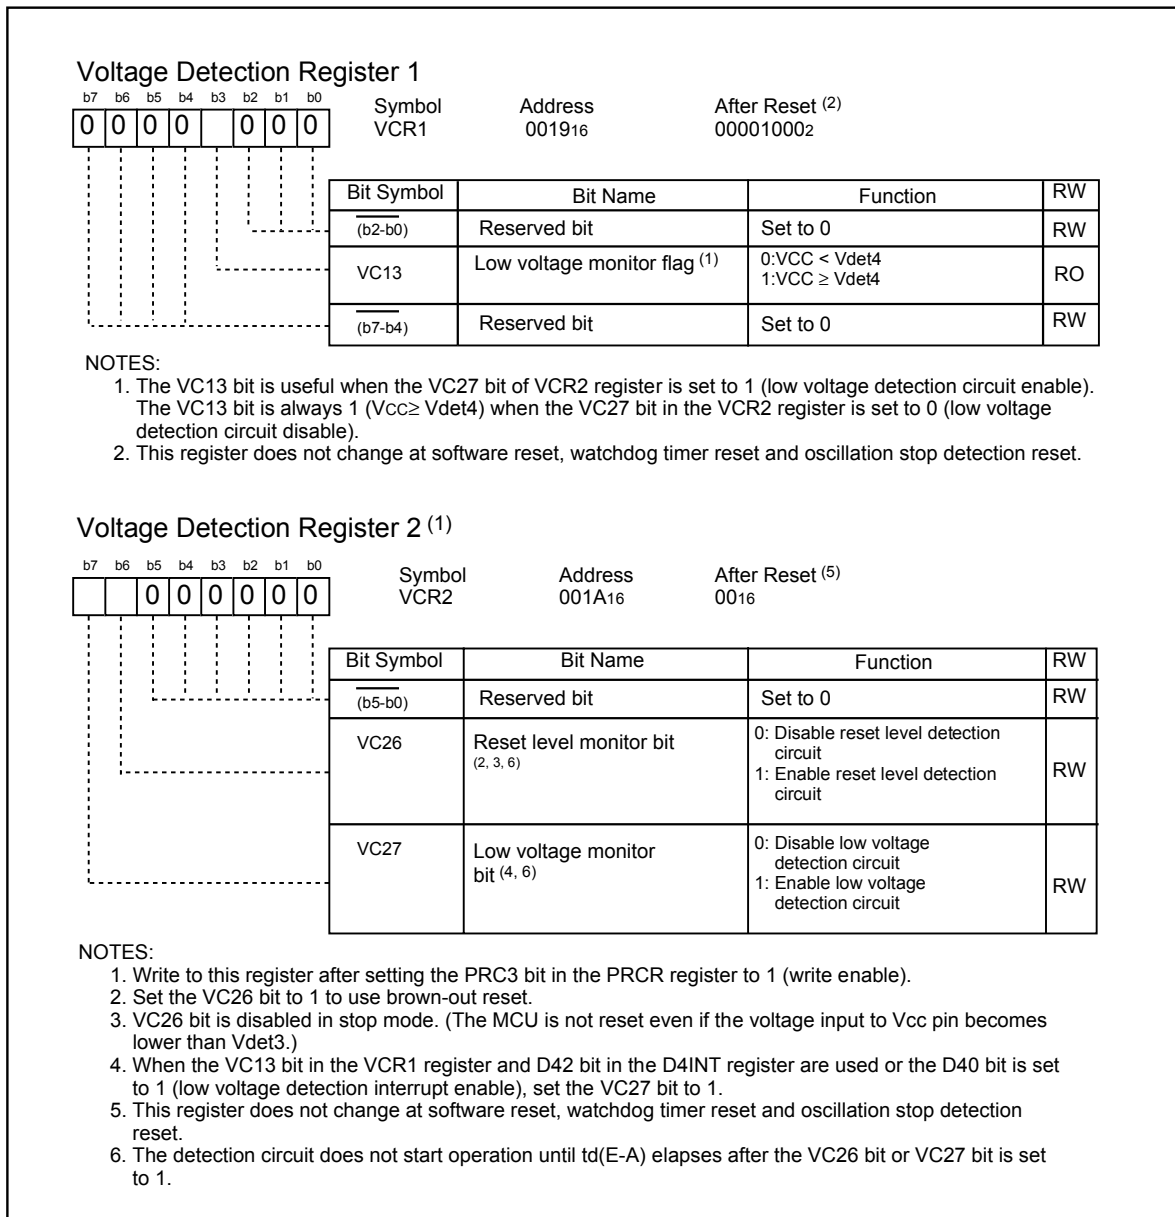 Voltage Detection Register 1
b7 b6 b5 b4 b3 b2 b1 b0
0 0 0 0 0 0 0
Symbol Address After Reset (2)
VCR1 001916 000010002
Bit Symbol Bit Name Function RW
(b2-b0) Reserved bit Set to 0 RW
VC13 Low voltage monitor flag (1) 0:VCC < Vdet4
1:VCC ≥ Vdet4 RO
(b7-b4) Reserved bit Set to 0 RW
NOTES:
1. The VC13 bit is useful when the VC27 bit of VCR2 register is set to 1 (low voltage detection circuit enable).
The VC13 bit is always 1 (VCC≥ Vdet4) when the VC27 bit in the VCR2 register is set to 0 (low voltage
detection circuit disable).
2. This register does not change at software reset, watchdog timer reset and oscillation stop detection reset.
Voltage Detection Register 2 (1)
b7 b6 b5 b4 b3 b2 b1 b0
0 0 0 0 0 0
Symbol Address After Reset (5)
VCR2 001A16 0016
Bit Symbol Bit Name Function RW
(b5-b0) Reserved bit Set to 0 RW
VC26 Reset level monitor bit
(2, 3, 6)
0: Disable reset level detection
circuit
1: Enable reset level detection
circuit
RW
VC27 Low voltage monitor
bit (4, 6)
0: Disable low voltage
detection circuit
1: Enable low voltage
detection circuit
RW
NOTES:
1. Write to this register after setting the PRC3 bit in the PRCR register to 1 (write enable).
2. Set the VC26 bit to 1 to use brown-out reset.
3. VC26 bit is disabled in stop mode. (The MCU is not reset even if the voltage input to Vcc pin becomes
lower than Vdet3.)
4. When the VC13 bit in the VCR1 register and D42 bit in the D4INT register are used or the D40 bit is set
to 1 (low voltage detection interrupt enable), set the VC27 bit to 1.
5. This register does not change at software reset, watchdog timer reset and oscillation stop detection
reset.
6. The detection circuit does not start operation until td(E-A) elapses after the VC26 bit or VC27 bit is set
to 1.